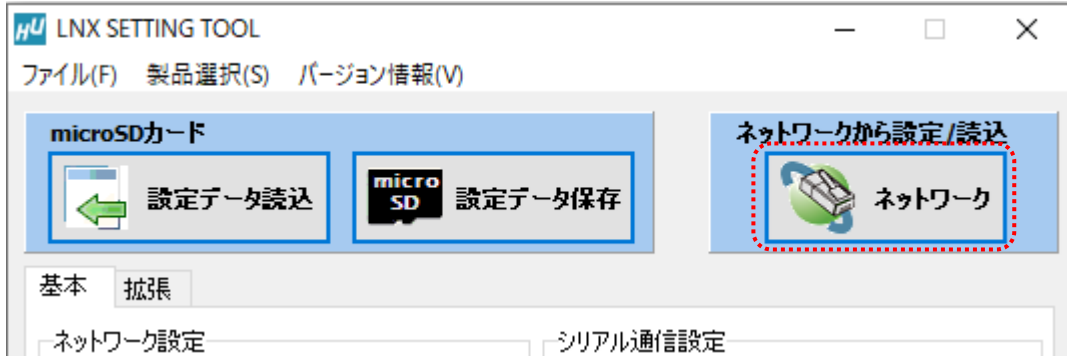 HU LNX SETTING TOOL
ファイル(F) 製品選択(S) バージョン情報(V)
microSDカード
設定データ読込
micro
SD
設定データ保存
ネットワークから設定/読込
ネットワーク
基本 拡張
ネットワーク設定
シリアル通信設定